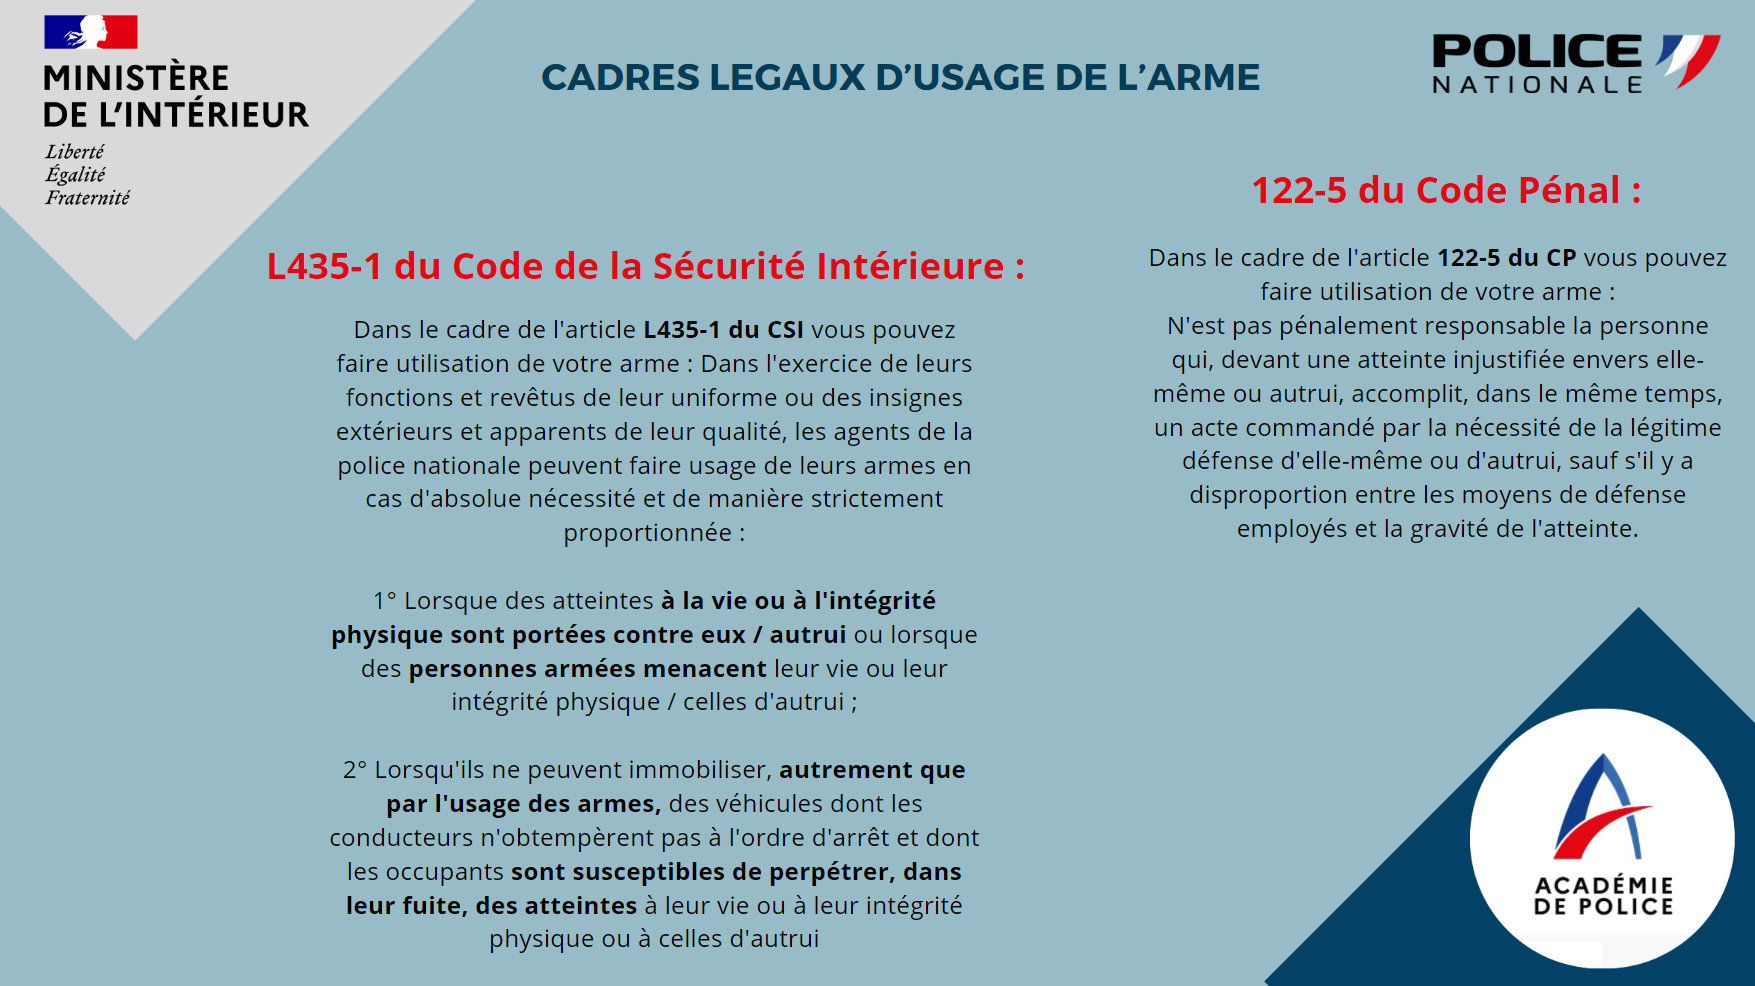 MINISTÈRE
DE L'INTÉRIEUR
Liberté
Égalité
Fraternité
CADRES LEGAUX D'USAGE DE L'ARME
POLICE
NATIONALE
L435-1 du Code de la Sécurité Intérieure :
Dans le cadre de l'article L435-1 du CSI vous pouvez
faire utilisation de votre arme : Dans l'exercice de leurs
fonctions et revêtus de leur uniforme ou des insignes
extérieurs et apparents de leur qualité, les agents de la
police nationale peuvent faire usage de leurs armes en
cas d'absolue nécessité et de manière strictement
proportionnée :
1° Lorsque des atteintes à la vie ou à l'intégrité
physique sont portées contre eux / autrui ou lorsque
des personnes armées menacent leur vie ou leur
intégrité physique / celles d'autrui ;
2° Lorsqu'ils ne peuvent immobiliser, autrement que
par l'usage des armes, des véhicules dont les
conducteurs n'obtempèrent pas à l'ordre d'arrêt et dont
les occupants sont susceptibles de perpétrer, dans
leur fuite, des atteintes à leur vie ou à leur intégrité
physique ou à celles d'autrui
122-5 du Code Pénal :
Dans le cadre de l'article 122-5 du CP vous pouvez
faire utilisation de votre arme :
N'est pas pénalement responsable la personne
qui, devant une atteinte injustifiée envers elle-
même ou autrui, accomplit, dans le même temps,
un acte commandé par la nécessité de la légitime
défense d'elle-même ou d'autrui, sauf s'il y a
disproportion entre les moyens de défense
employés et la gravité de l'atteinte.
ACADÉMIE
DE POLICE